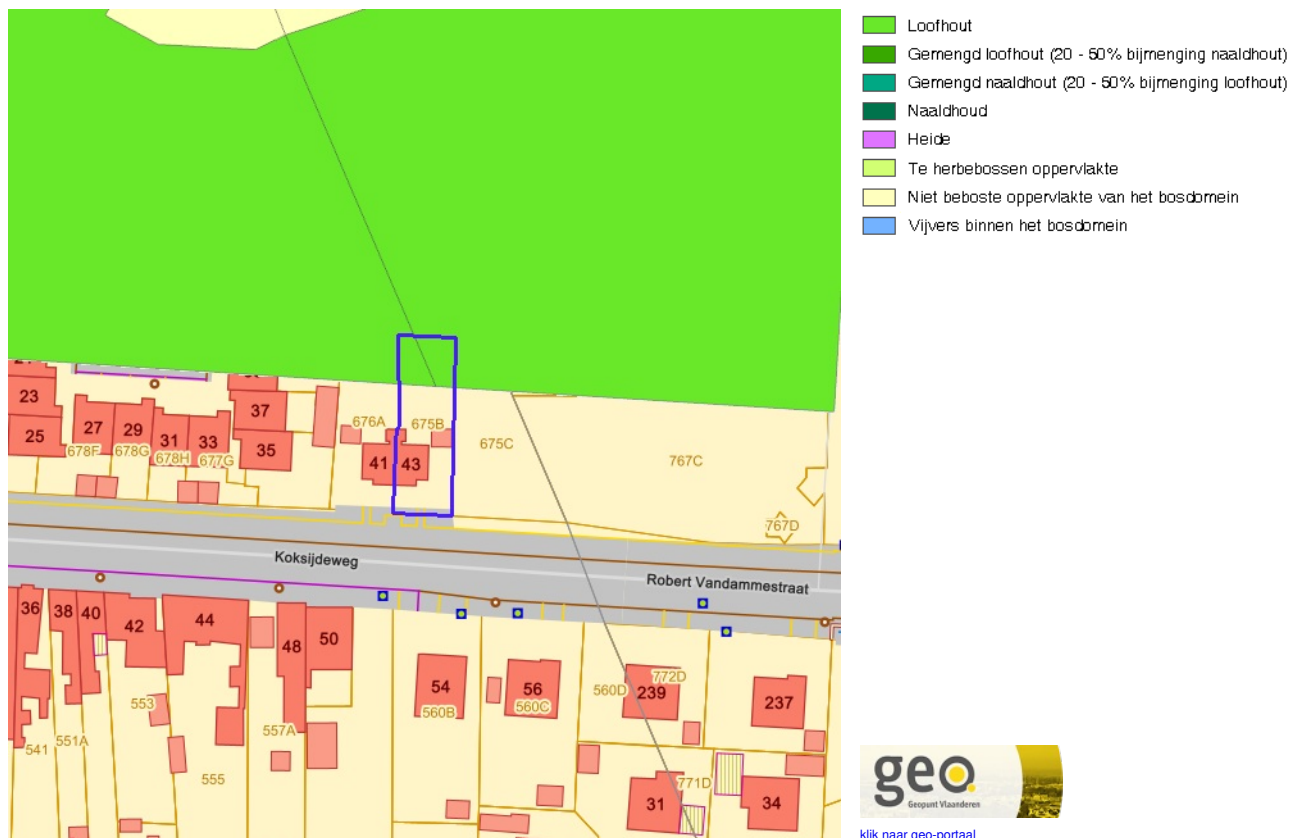 Loofhout
Gemengd loofhout (20 - 50% bijmenging naaldhout)
Gemengd naaldhout (20 - 50% bijmenging loofhout)
Naaldhoud
Heide
Te herbebossen oppervlakte
Niet beboste oppervlakte van het bosdomein
Vijvers binnen het bosdomein
23
25
27
29
31
33
37
35
678F
678G
678H
677G
676A
675B
41
43
675C
767C
767D
Koksijdeweg
Robert Vandammestraat
36
38
40
42
44
48
50
54
56
239
237
560B
560C
560D
772D
553
557A
541
551A
555
31
771D
34
geo.
Geopunt Vlaanderen
klik naar geo-portaal